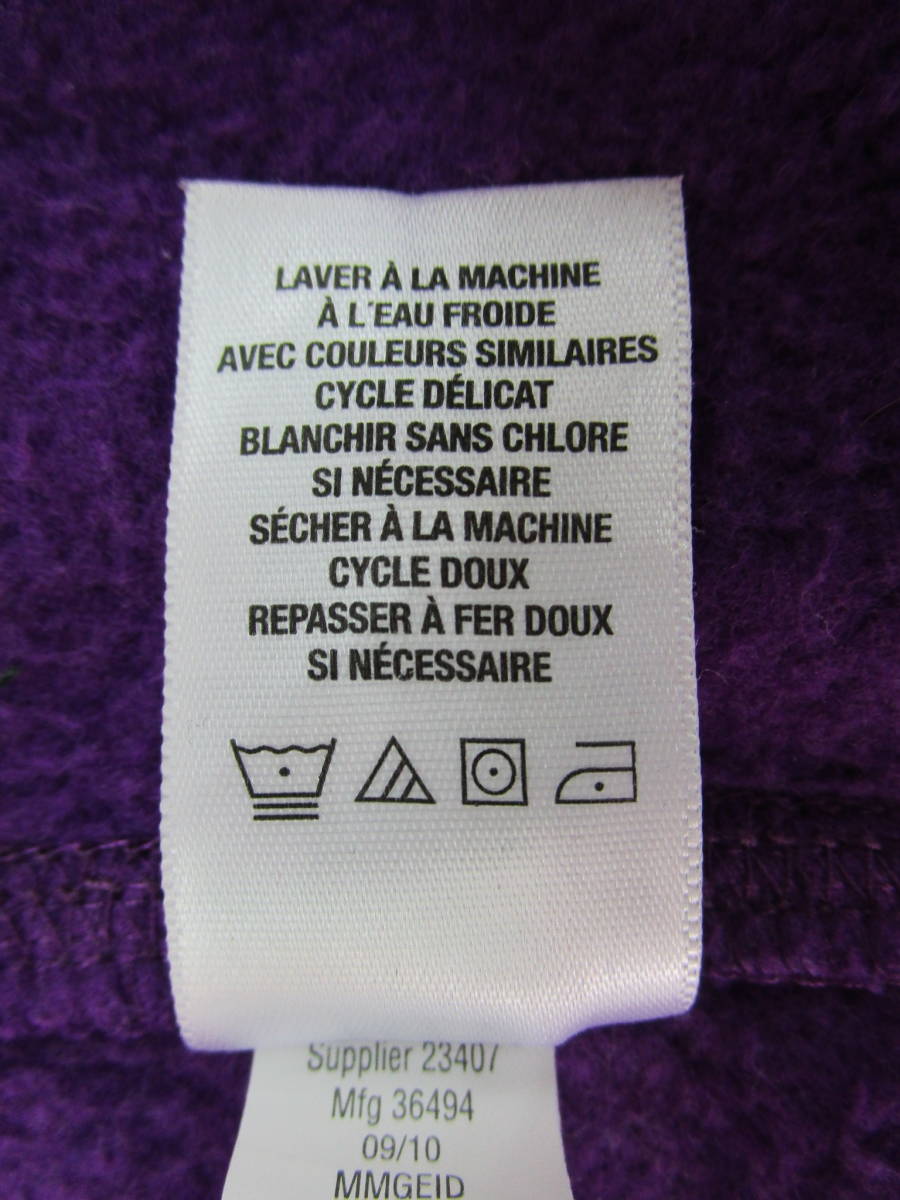 LAVER À LA MACHINE
À L'EAU FROIDE
AVEC COULEURS SIMILAIRES
CYCLE DÉLICAT
BLANCHIR SANS CHLORE
SI NÉCESSAIRE
SÉCHER À LA MACHINE
CYCLE DOUX
REPASSER À FER DOUX
SI NÉCESSAIRE
Supplier 23407
Mfg 36494
09/10
MMGEID